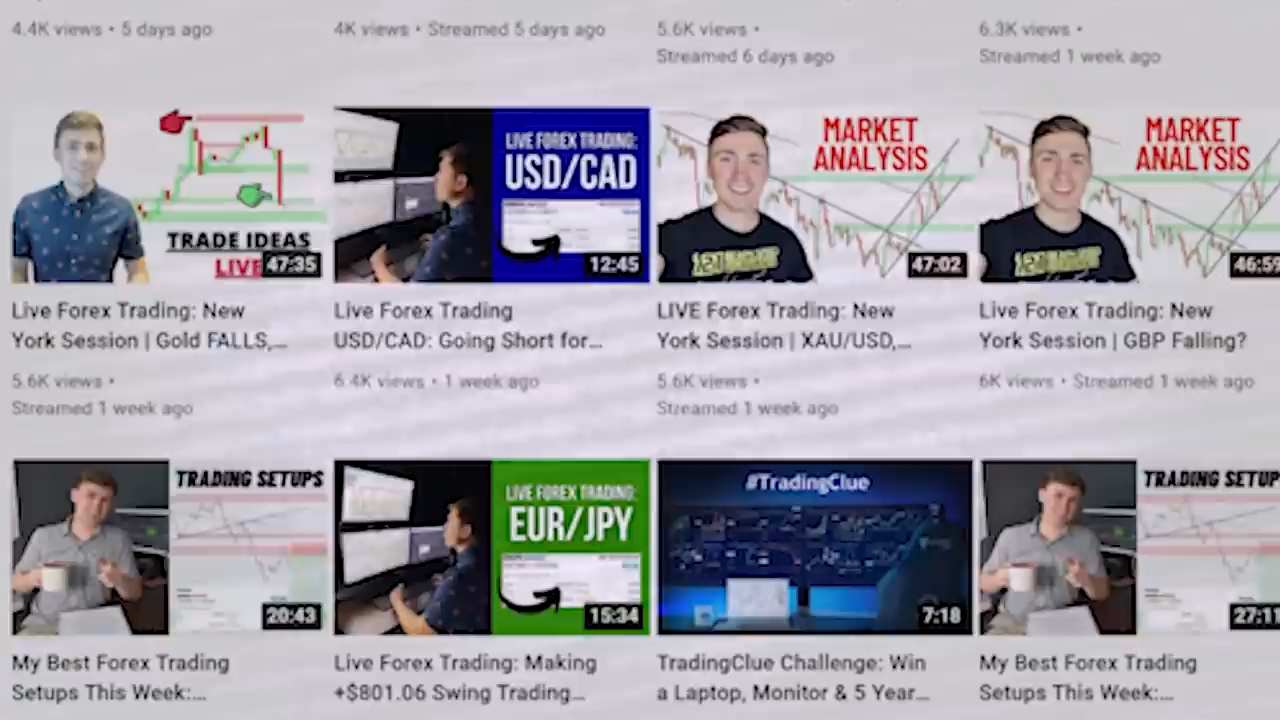 4.4K views • 5 days ago
4K views • Streamed 5 days ago
5.6K views •
Streamed 6 days ago
6.3K views •
Streamed 1 week ago
TRADE IDEAS
LIVE
47:35
LIVE FOREX TRADING:
USD/CAD
12:45
MARKET
ANALYSIS
47:02
MARKET
ANALYSIS
46:59
Live Forex Trading: New
York Session | Gold FALLS,...
5.6K views •
Streamed 1 week ago
Live Forex Trading
USD/CAD: Going Short for...
6.4K views • 1 week ago
LIVE Forex Trading: New
York Session | XAU/USD,...
5.6K views •
Streamed 1 week ago
Live Forex Trading: New
York Session | GBP Falling?
6K views • Streamed 1 week ago
TRADING SETUPS
20:43
LIVE FOREX TRADING:
EUR/JPY
15:34
#TradingClue
7:18
TRADING SETUP
27:11
My Best Forex Trading
Setups This Week:...
Live Forex Trading: Making
+$801.06 Swing Trading...
TradingClue Challenge: Win
a Laptop, Monitor & 5 Year...
My Best Forex Trading
Setups This Week:...